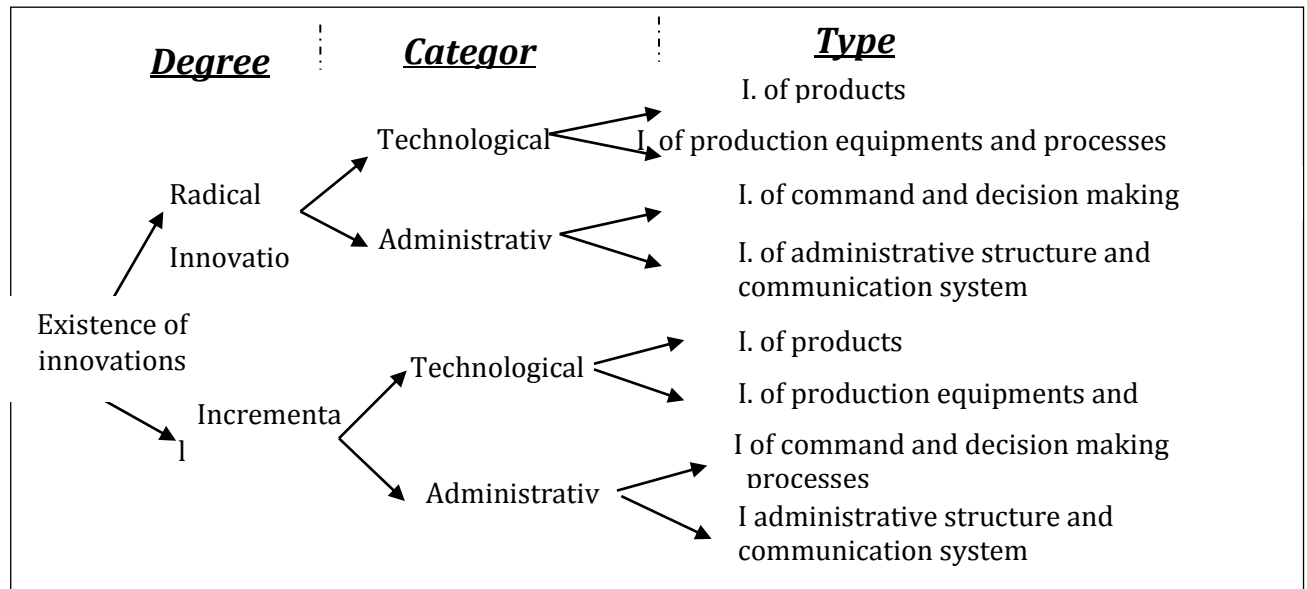 Degree
Categor
Type
I. of products
Technological
I. of production equipments and processes
Radical
Innovatio
I. of command and decision making
Administrativ
I. of administrative structure and
communication system
Existence of
innovations
Incrementa
l
Technological
I. of products
I. of production equipments and
Administrativ
I of command and decision making
processes
I administrative structure and
communication system